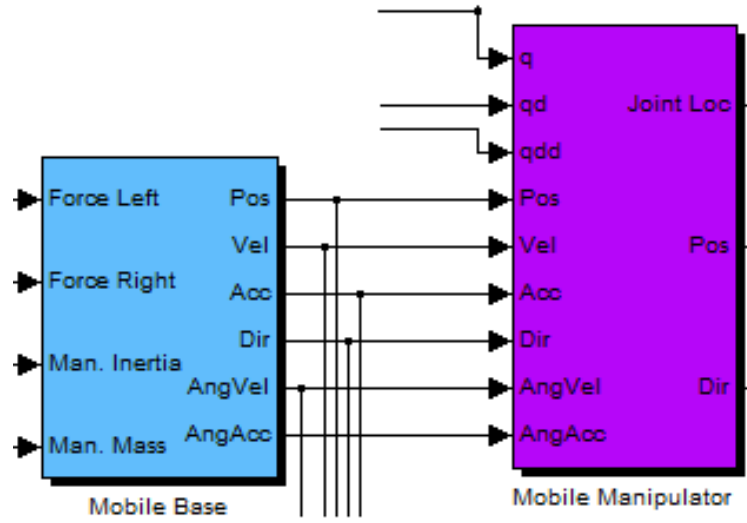 Force Left
Force Right
Man. Inertia
Man. Mass
Pos
Vel
Acc
Dir
AngVel
AngAcc
Mobile Base
q
qd
qdd
Pos
Vel
Acc
Dir
AngVel
AngAcc
Joint Loc
Pos
Dir
Mobile Manipulator